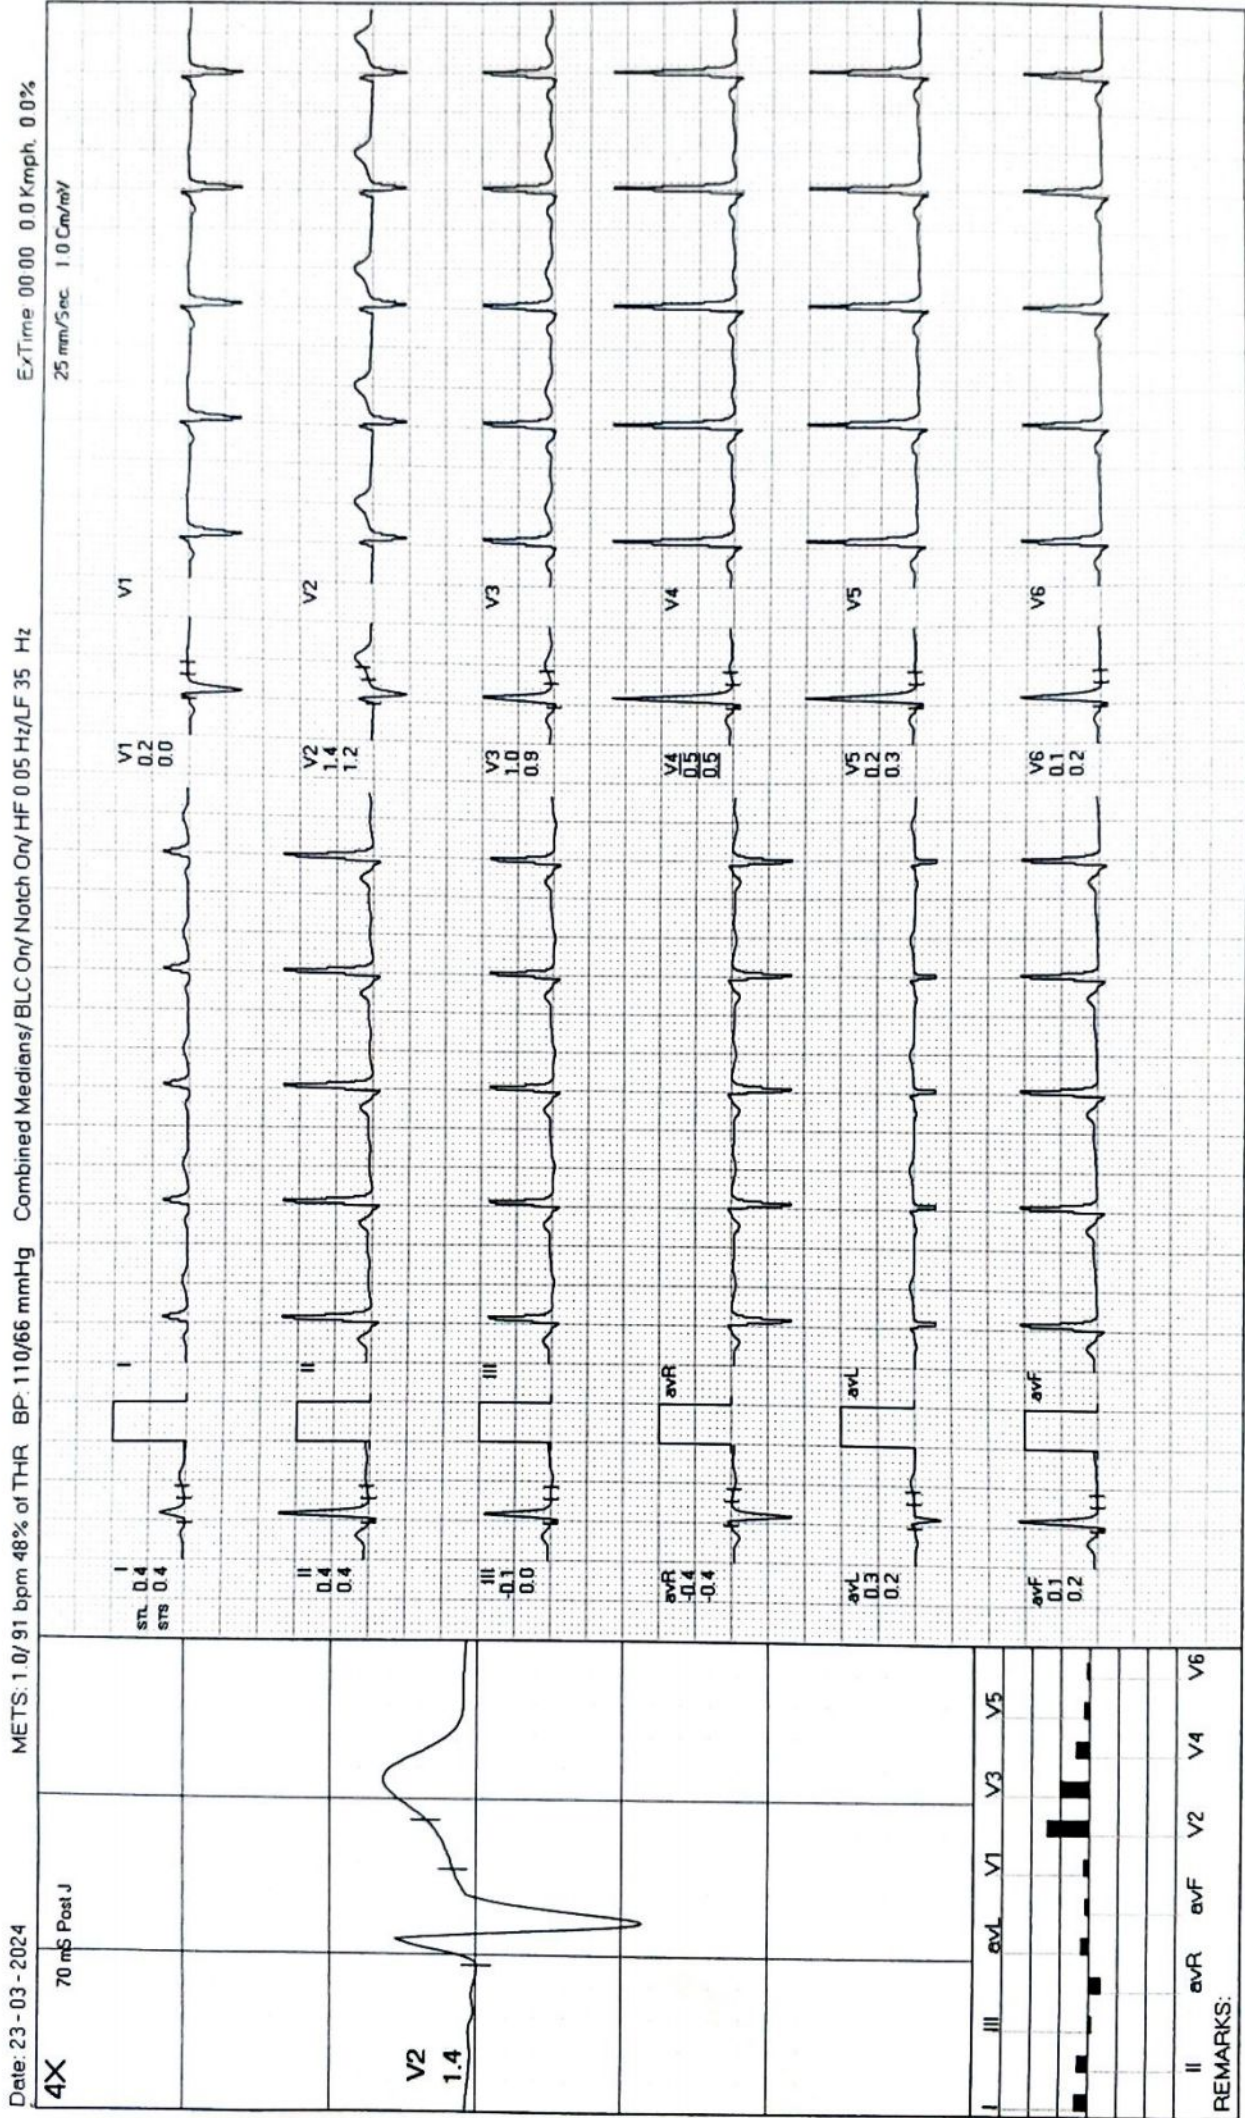 Date: 23 - 03 - 2024 METS: 1.0/ 91 bpm 48% of THR BP: 110/66 mmHg Combined Medians/ BLC On/ Notch On/ HF 0.05 Hz/LF 35 Hz ExTime 00:00 0.0 Kmph, 0.0%
25 mm/Sec. 1.0 Cm/mV
4X
70 mS Post J
V2
1.4
I
STL 0.4
STS 0.4
I
V1
0.2
0.0
V1
II
0.4
0.4
II
V2
1.4
1.2
V2
III
-0.1
0.0
III
V3
1.0
0.9
V3
avR
-0.4
-0.4
avR
V4
0.5
0.5
V4
avL
0.3
0.2
avL
V5
0.2
0.3
V5
avF
0.1
0.2
avF
V6
0.1
0.2
V6
I III avL V1 V3 V5
II avR avF V2 V4 V6
REMARKS: